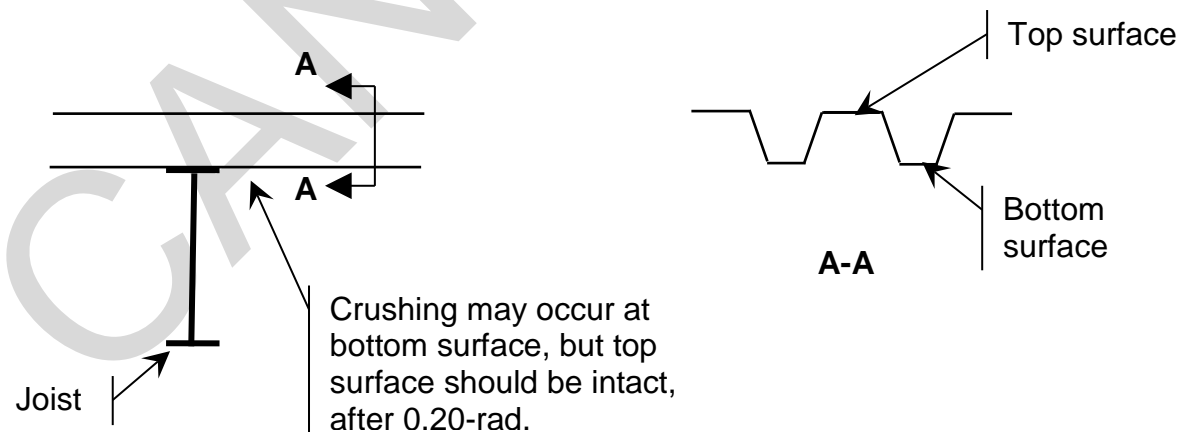 A
A
Crushing may occur at
bottom surface, but top
surface should be intact,
after 0.20-rad.
Joist
Top surface
Bottom
surface
A-A